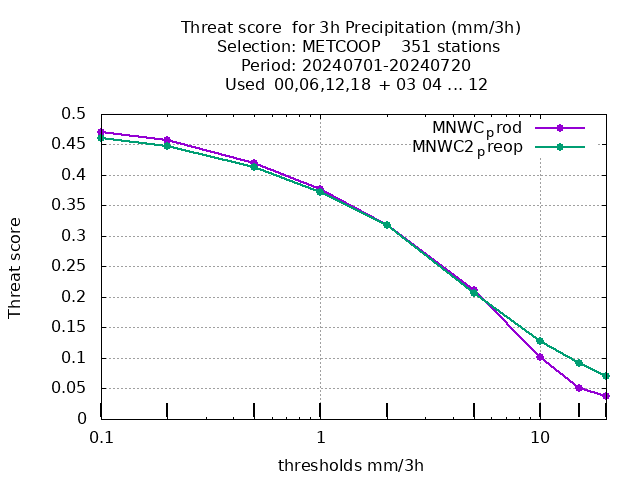 Threat score  for 3h Precipitation (mm/3h)
Selection: METCOOP    351 stations
Period: 20240701-20240720
Used  00,06,12,18  + 03 04 ... 12
MNWCprod
MNWC2preop
0.5
0.45
0.4
0.35
0.3
0.25
0.2
0.15
0.1
0.05
0
Threat score
0.1 1 10
thresholds mm/3h